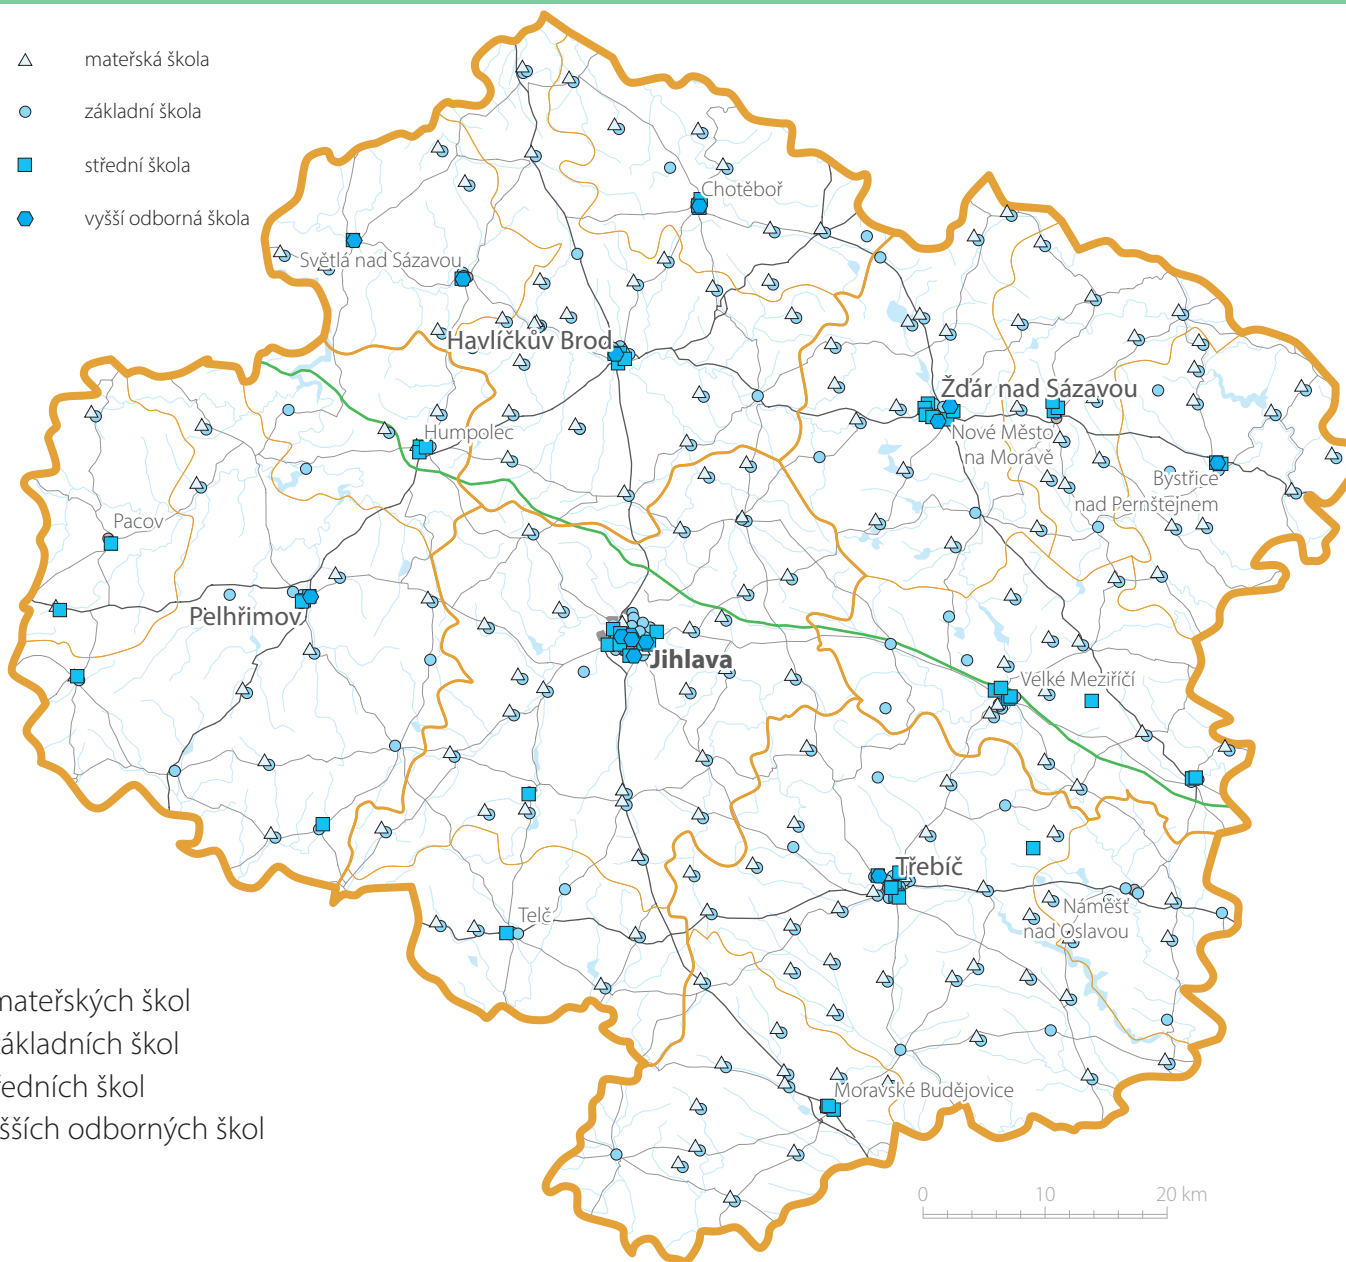 mateřská škola
základní škola
střední škola
vyšší odborná škola
Chotěboř
Světlá nad Sázavou
Havlíčkův Brod
Žďár nad Sázavou
Humpolec
Nové Město
na Moravě
Bystřice
nad Pernštejnem
Pacov
Pelhřimov
Jihlava
Velké Meziříčí
Třebíč
Telč
Náměšť
nad Oslavou
mateřských škol
základních škol
ředních škol
šších odborných škol
Moravské Budějovice
0 10 20 km